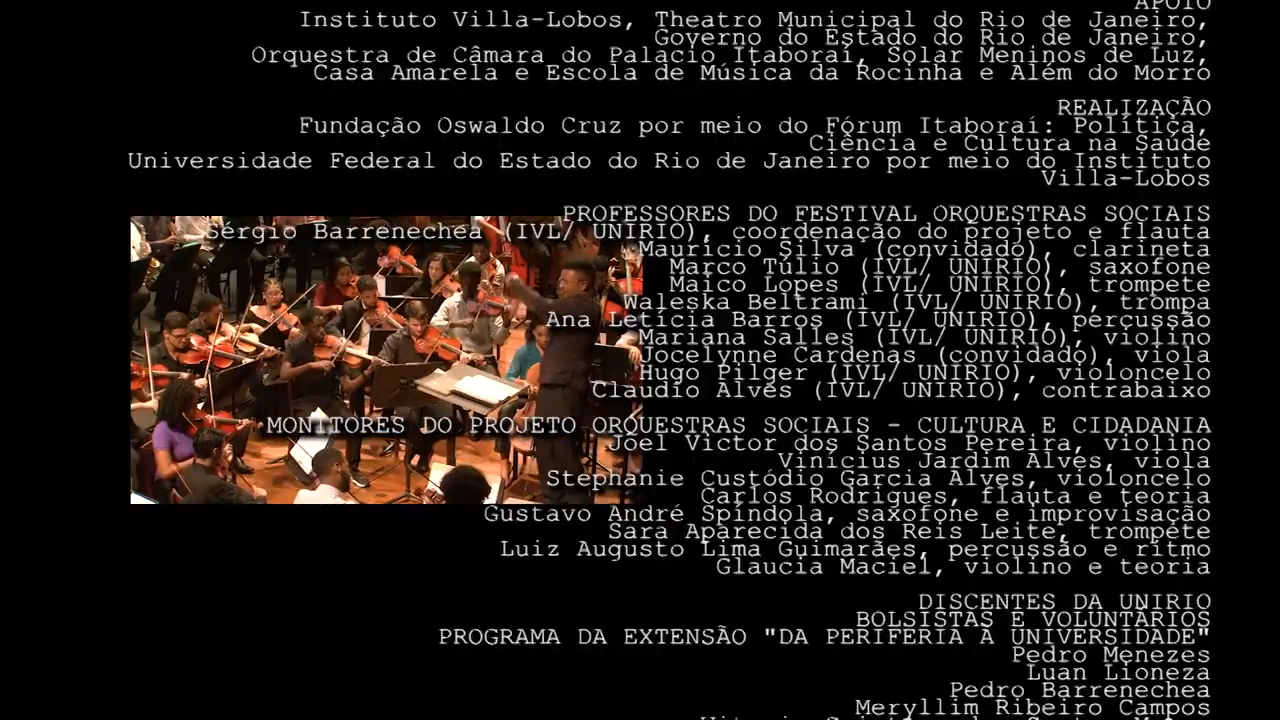 APOIO
Instituto Villa-Lobos, Theatro Municipal do Rio de Janeiro,
Governo do Estado do Rio de Janeiro,
Orquestra de Câmara do Palácio Itaboraí, Solar Meninos de Luz,
Casa Amarela e Escola de Música da Rocinha e Além do Morro
REALIZAÇÃO
Fundação Oswaldo Cruz por meio do Fórum Itaboraí: Política,
Ciência e Cultura na Saúde
Universidade Federal do Estado do Rio de Janeiro por meio do Instituto
Villa-Lobos
PROFESSORES DO FESTIVAL ORQUESTRAS SOCIAIS
Sérgio Barrenechea (IVL/ UNIRIO), coordenação do projeto e flauta
Maurício Silva (convidado), clarineta
Marco Túlio (IVL/ UNIRIO), saxofone
Maico Lopes (IVL/ UNIRIO), trompete
Waleska Beltrami (IVL/ UNIRIO), trompa
Ana Letícia Barros (IVL/ UNIRIO), percussão
Mariana Salles (IVL/ UNIRIO), violino
Jocelynne Cárdenas (convidado), viola
Hugo Pilger (IVL/ UNIRIO), violoncelo
Claudio Alves (IVL/ UNIRIO), contrabaixo
MONITORES DO PROJETO ORQUESTRAS SOCIAIS - CULTURA E CIDADANIA
Joel Victor dos Santos Pereira, violino
Vinícius Jardim Alves, viola
Stephanie Custódio Garcia Alves, violoncelo
Carlos Rodrigues, flauta e teoria
Gustavo André Spíndola, saxofone e improvisação
Sara Aparecida dos Reis Leite, trompete
Luiz Augusto Lima Guimarães, percussão e ritmo
Glaucia Maciel, violino e teoria
DISCENTES DA UNIRIO
BOLSISTAS E VOLUNTÁRIOS
PROGRAMA DA EXTENSÃO "DA PERIFERIA À UNIVERSIDADE"
Pedro Menezes
Luan Lioneza
Pedro Barrenechea
Meryllim Ribeiro Campos